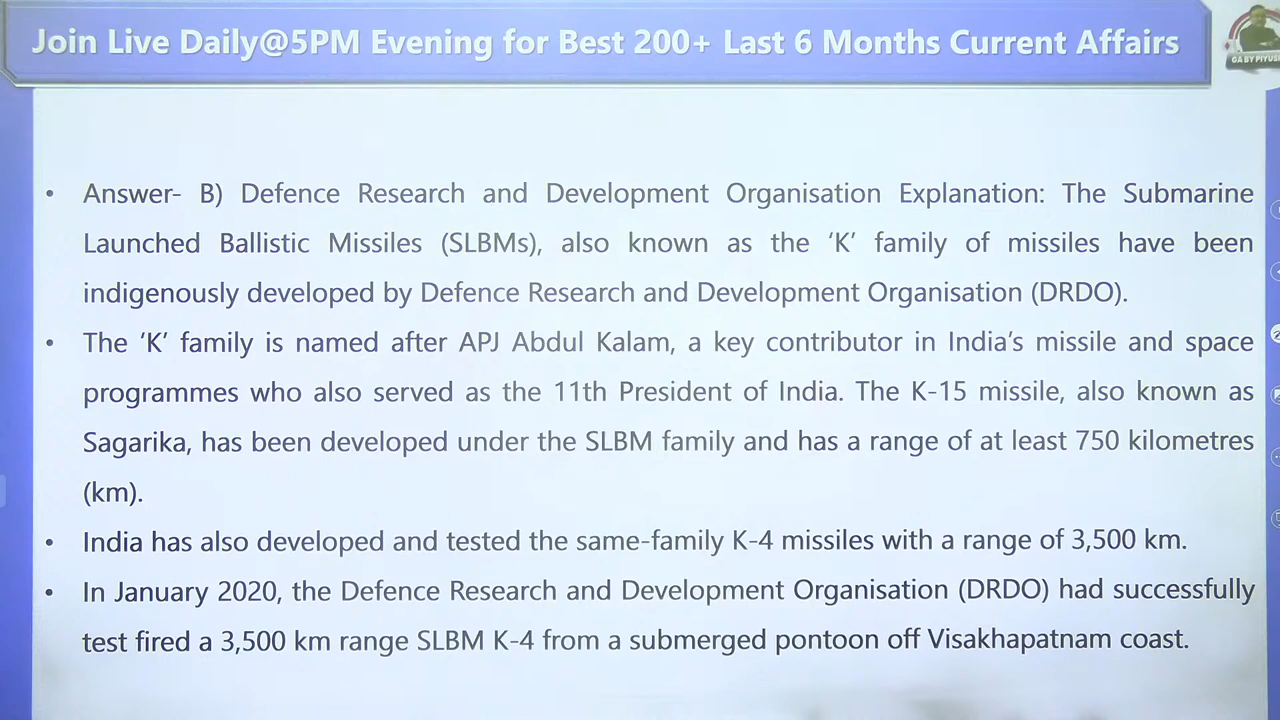 Join Live Daily@5PM Evening for Best 200+ Last 6 Months Current Affairs
GA BY PIYUSH
• Answer- B) Defence Research and Development Organisation Explanation: The Submarine
Launched Ballistic Missiles (SLBMs), also known as the ‘K’ family of missiles have been
indigenously developed by Defence Research and Development Organisation (DRDO).
• The ‘K’ family is named after APJ Abdul Kalam, a key contributor in India’s missile and space
programmes who also served as the 11th President of India. The K-15 missile, also known as
Sagarika, has been developed under the SLBM family and has a range of at least 750 kilometres
(km).
• India has also developed and tested the same-family K-4 missiles with a range of 3,500 km.
• In January 2020, the Defence Research and Development Organisation (DRDO) had successfully
test fired a 3,500 km range SLBM K-4 from a submerged pontoon off Visakhapatnam coast.